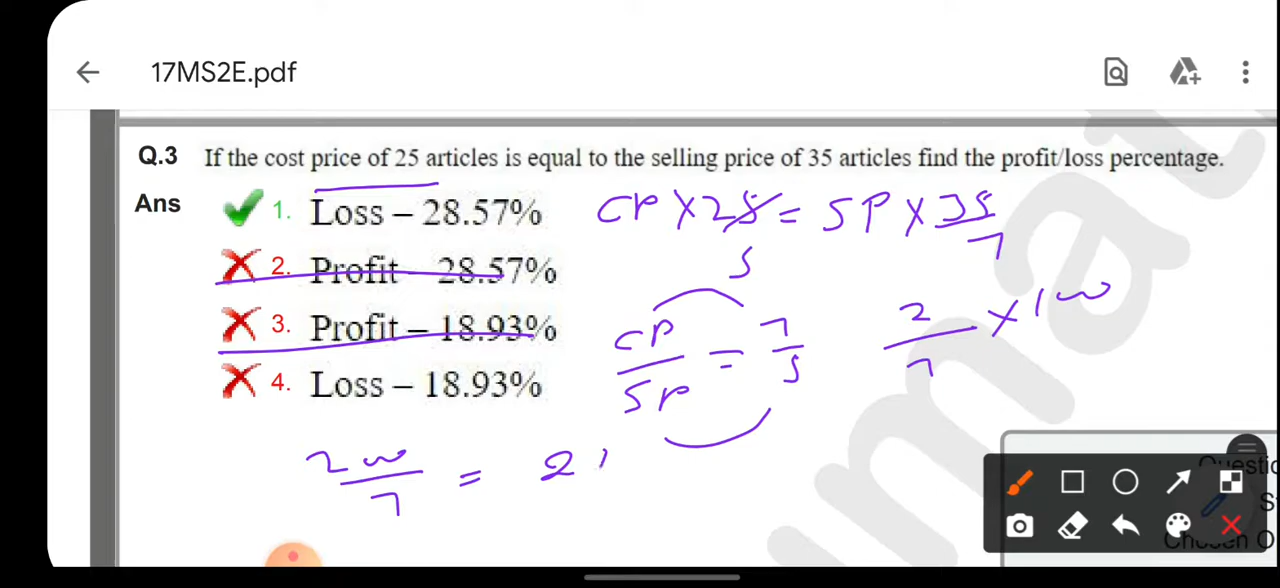 17MS2E.pdf
Q.3 If the cost price of 25 articles is equal to the selling price of 35 articles find the profit/loss percentage.
Ans 1. Loss – 28.57%
CP × 25 = SP × 35
5 7
2. Profit – 28.57%
3. Profit – 18.93%
CP/SP = 7/5
2/7 × 100
4. Loss – 18.93%
200/7 = 2